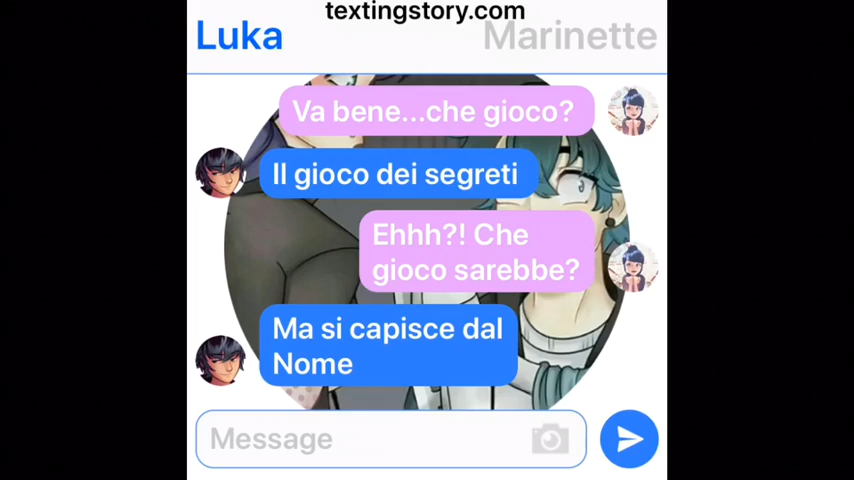 textingstory.com
Luka
Marinette
Va bene...che gioco?
Il gioco dei segreti
Ehhh?! Che
gioco sarebbe?
Ma si capisce dal
Nome
Message